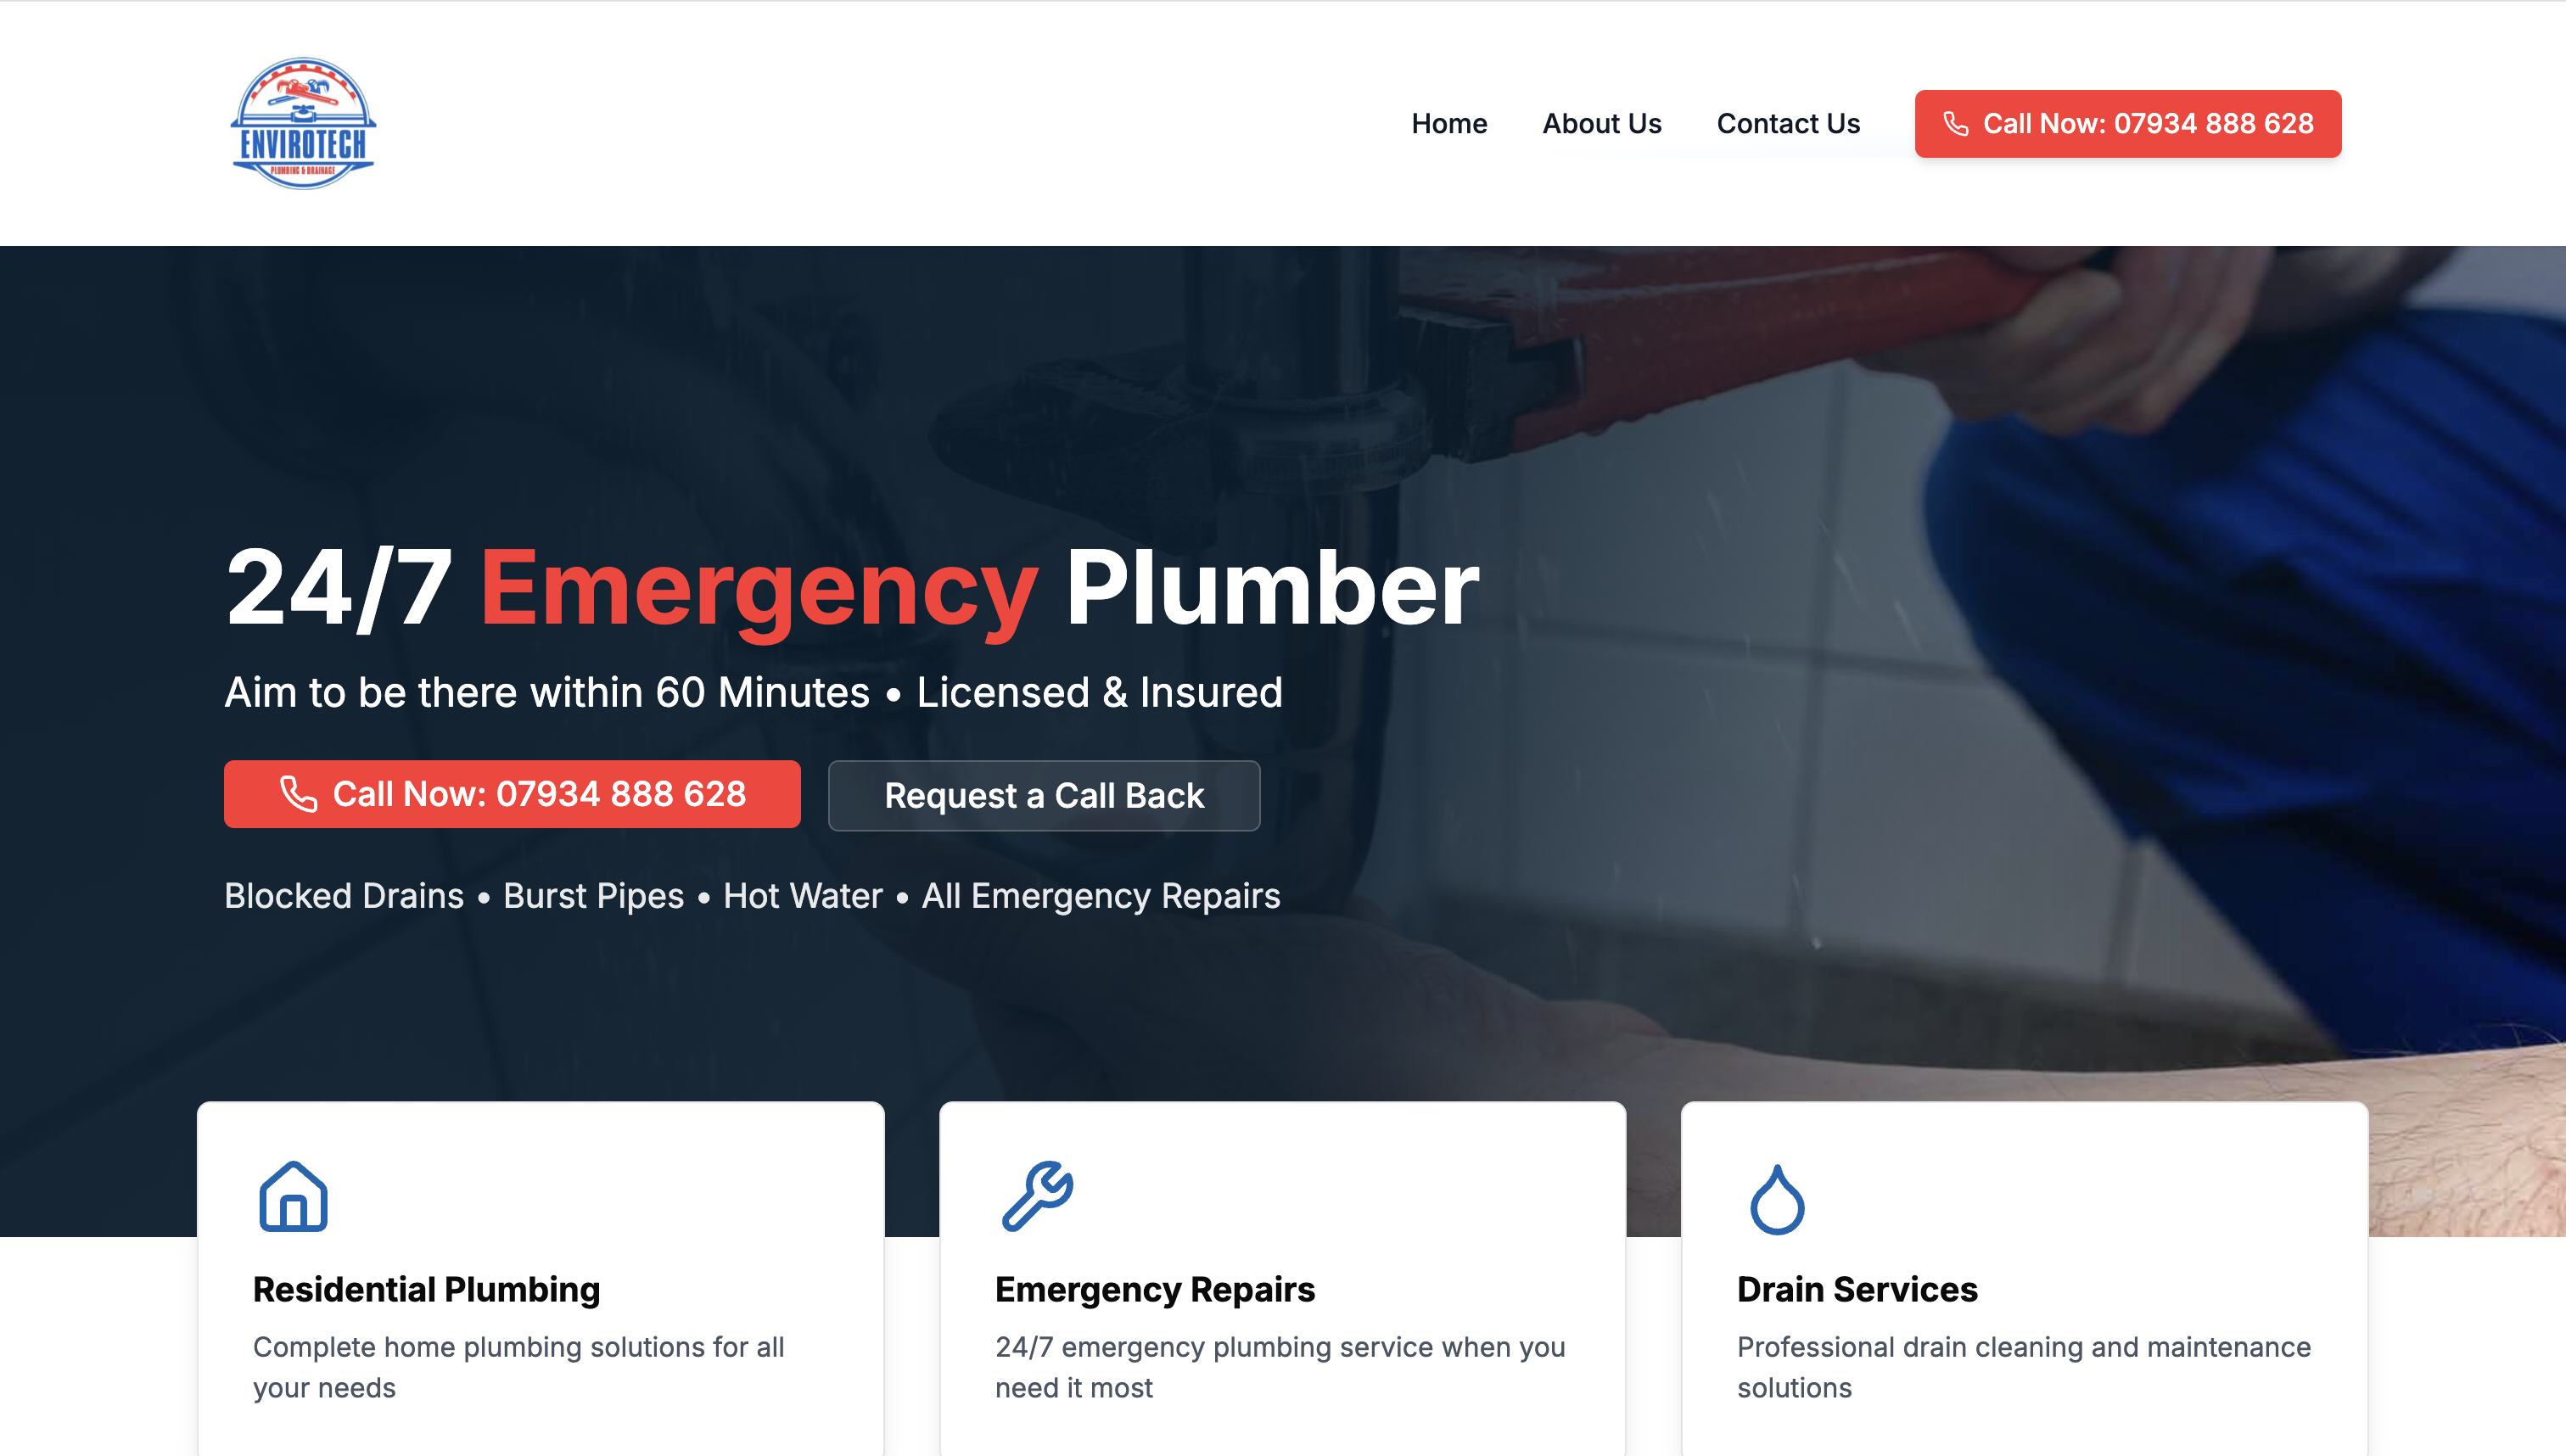 ENVIROTECH
PLUMBING & DRAINAGE
Home
About Us
Contact Us
Call Now: 07934 888 628
24/7 Emergency Plumber
Aim to be there within 60 Minutes • Licensed & Insured
Call Now: 07934 888 628
Request a Call Back
Blocked Drains • Burst Pipes • Hot Water • All Emergency Repairs
Residential Plumbing
Complete home plumbing solutions for all
your needs
Emergency Repairs
24/7 emergency plumbing service when you
need it most
Drain Services
Professional drain cleaning and maintenance
solutions